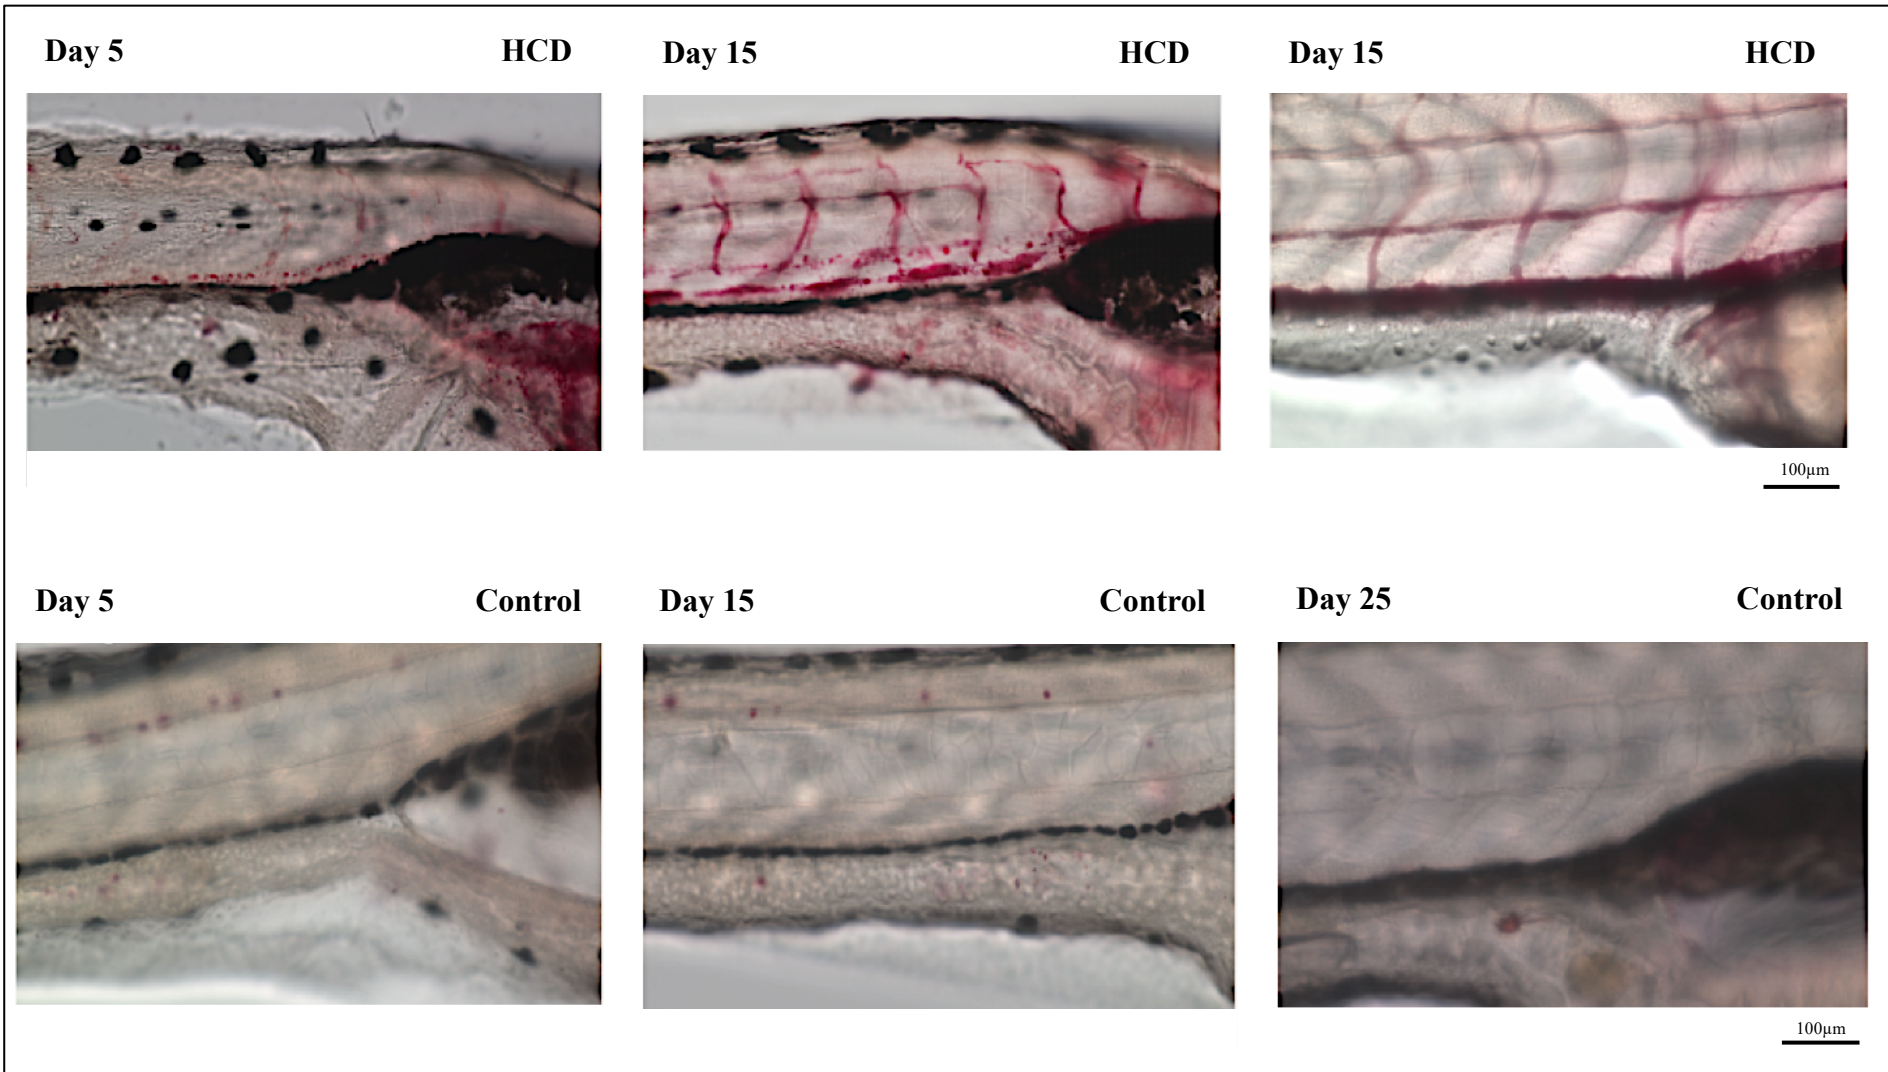 Day 5 HCD
Day 15 HCD
Day 15 HCD
100µm
Day 5 Control
Day 15 Control
Day 25 Control
100µm